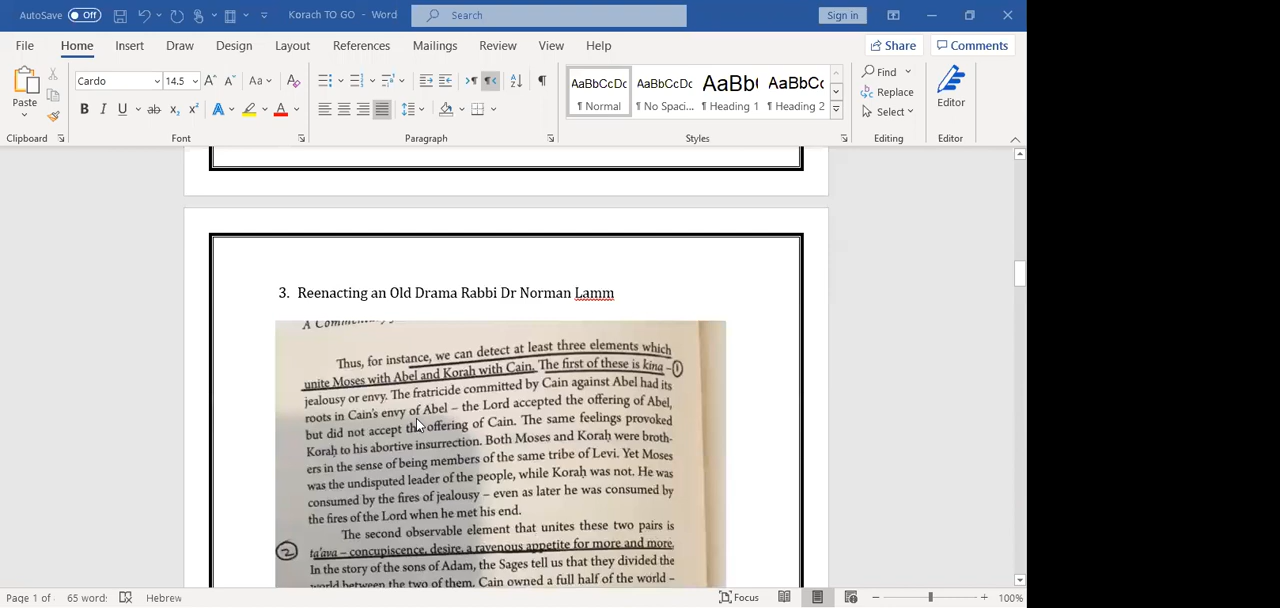 AutoSave Off Korach TO GO - Word Search Sign in
File Home Insert Draw Design Layout References Mailings Review View Help Share Comments
Paste Cardo 14.5 Aa AaBbCcDc AaBbCcDc AaBb( AaBbCc Find Replace Select Editor
¶ Normal ¶ No Spaci... ¶ Heading 1 ¶ Heading 2
Clipboard Font Paragraph Styles Editing Editor
3. Reenacting an Old Drama Rabbi Dr Norman Lamm
Thus, for instance, we can detect at least three elements which
unite Moses with Abel and Korah with Cain. The first of these is kina – 1
jealousy or envy. The fratricide committed by Cain against Abel had its
roots in Cain's envy of Abel – the Lord accepted the offering of Abel,
but did not accept the offering of Cain. The same feelings provoked
Koraḥ to his abortive insurrection. Both Moses and Koraḥ were broth-
ers in the sense of being members of the same tribe of Levi. Yet Moses
was the undisputed leader of the people, while Koraḥ was not. He was
consumed by the fires of jealousy – even as later he was consumed by
the fires of the Lord when he met his end.
The second observable element that unites these two pairs is
2 ta'ava – concupiscence, desire, a ravenous appetite for more and more.
In the story of the sons of Adam, the Sages tell us that they divided the
world between the two of them. Cain owned a full half of the world –
Page 1 of 65 words Hebrew Focus 100%